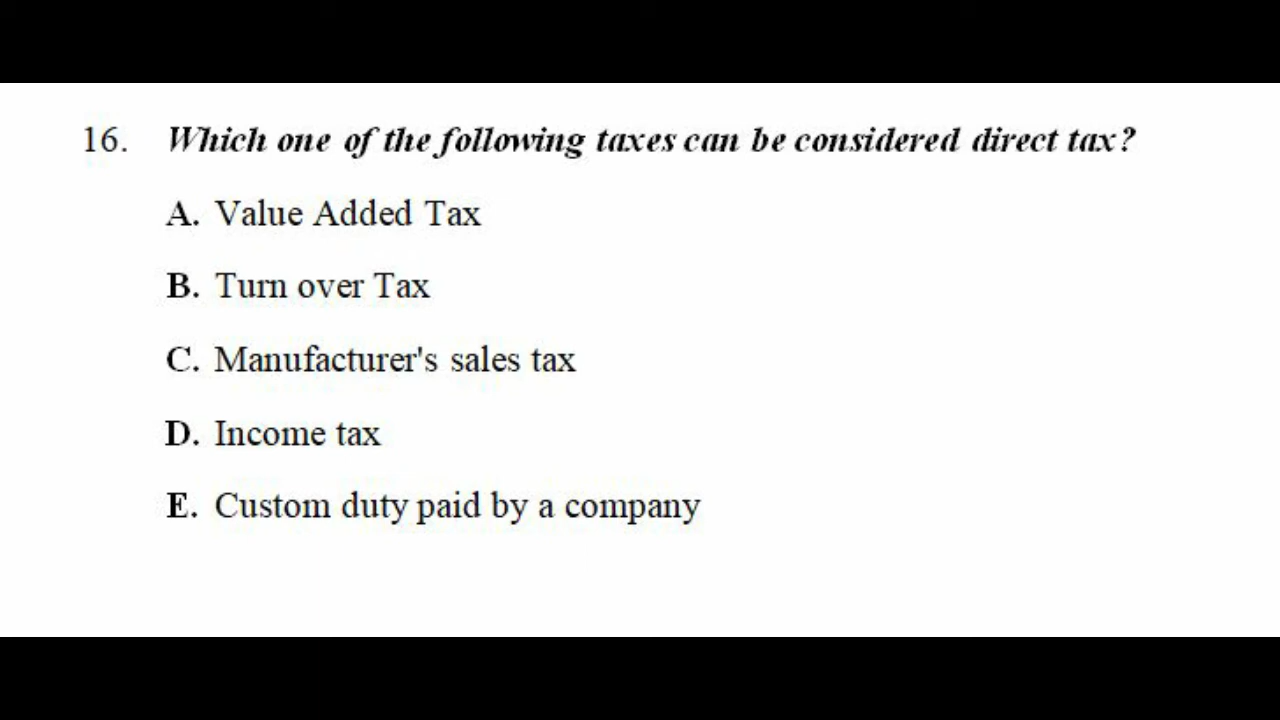 16. Which one of the following taxes can be considered direct tax?
A. Value Added Tax
B. Turn over Tax
C. Manufacturer's sales tax
D. Income tax
E. Custom duty paid by a company